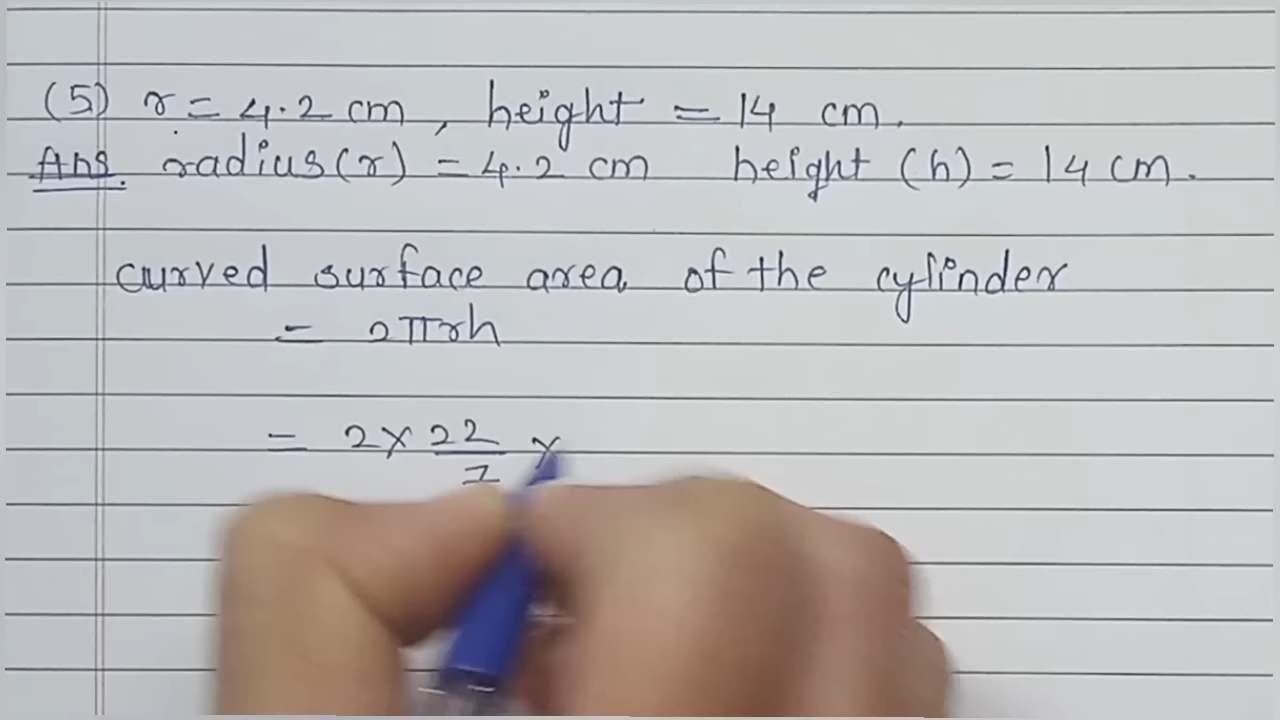 (5) r = 4.2 cm, height = 14 cm.
Ans. radius(r) = 4.2 cm height (h) = 14 cm.
curved surface area of the cylinder
= 2πrh
= 2 × 22/7 ×